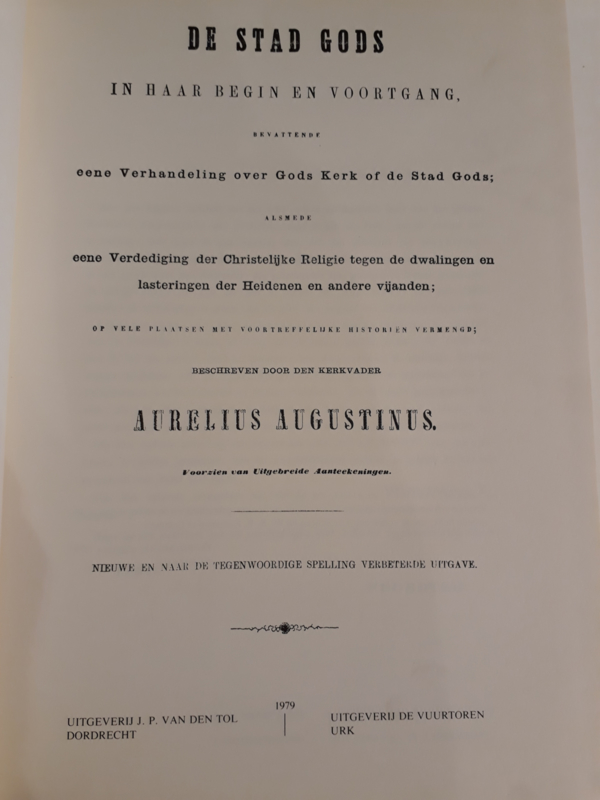 DE STAD GODS
IN HAAR BEGIN EN VOORTGANG,
BEVATTENDE
eene Verhandeling over Gods Kerk of de Stad Gods;
ALSMEDE
eene Verdediging der Christelijke Religie tegen de dwalingen en
lasteringen der Heidenen en andere vijanden;
OP VELE PLAATSEN MET VOORTREFFELIJKE HISTORIËN VERMENGD;
BESCHREVEN DOOR DEN KERKVADER
AURELIUS AUGUSTINUS.
Voorzien van Uitgebreide Aanteekeningen.
NIEUWE EN NAAR DE TEGENWOORDIGE SPELLING VERBETERDE UITGAVE.
1979
UITGEVERIJ J. P. VAN DEN TOL
DORDRECHT
UITGEVERIJ DE VUURTOREN
URK